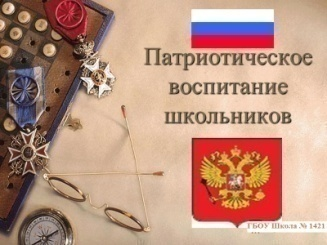 Патриотическое
воспитание
школьников
ГБОУ Школа № 1421